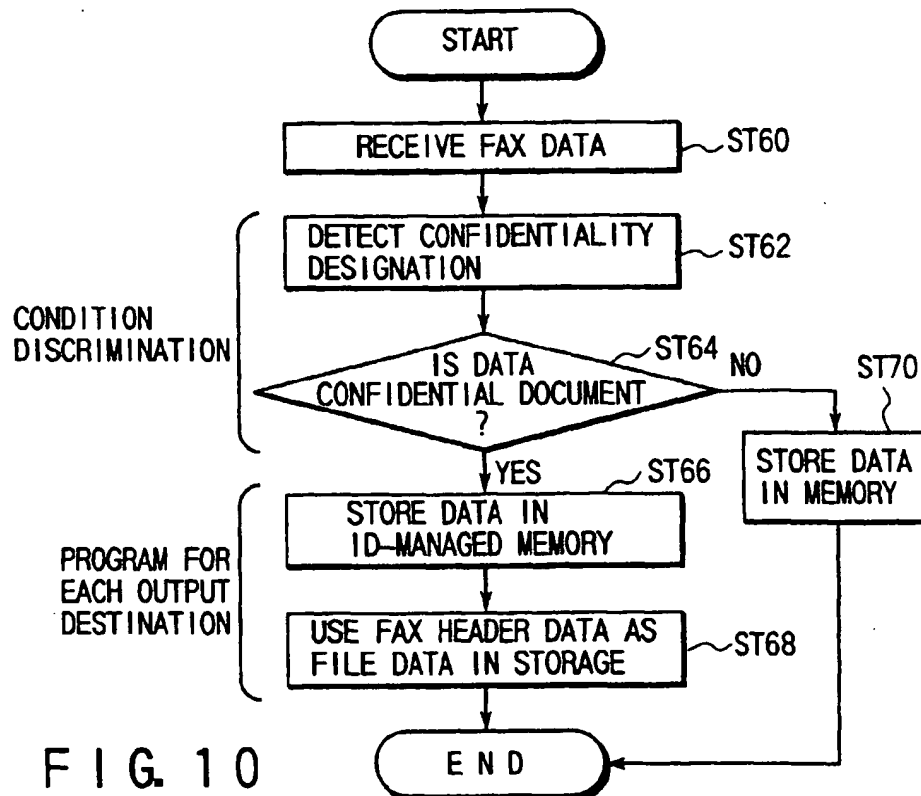 START
RECEIVE FAX DATA
ST60
DETECT CONFIDENTIALITY
DESIGNATION
ST62
CONDITION
DISCRIMINATION
IS DATA
CONFIDENTIAL DOCUMENT
?
ST64
NO
ST70
STORE DATA
IN MEMORY
YES
ST66
STORE DATA IN
ID-MANAGED MEMORY
PROGRAM FOR
EACH OUTPUT
DESTINATION
USE FAX HEADER DATA AS
FILE DATA IN STORAGE
ST68
END
FIG. 10